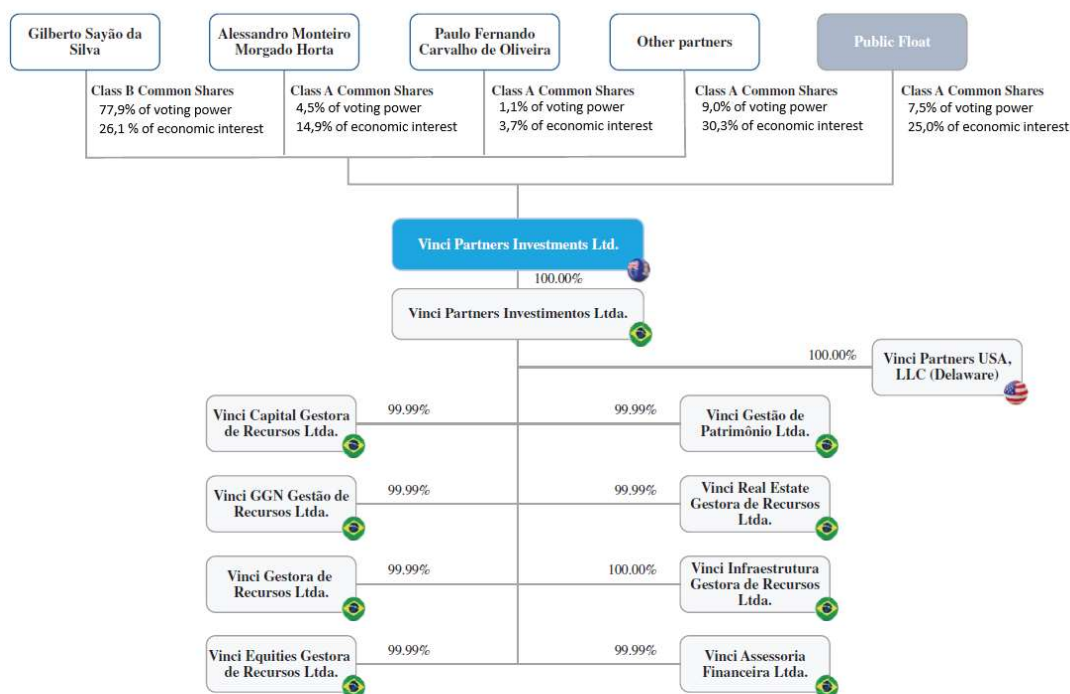 Gilberto Sayão da
Silva
Alessandro Monteiro
Morgado Horta
Paulo Fernando
Carvalho de Oliveira
Other partners
Public Float
Class B Common Shares
77,9% of voting power
26,1 % of economic interest
Class A Common Shares
4,5% of voting power
14,9% of economic interest
Class A Common Shares
1,1% of voting power
3,7% of economic interest
Class A Common Shares
9,0% of voting power
30,3% of economic interest
Class A Common Shares
7,5% of voting power
25,0% of economic interest
Vinci Partners Investments Ltd.
100.00%
Vinci Partners Investimentos Ltda.
100.00%
Vinci Partners USA,
LLC (Delaware)
Vinci Capital Gestora
de Recursos Ltda.
99.99%
99.99%
Vinci Gestão de
Patrimônio Ltda.
Vinci GGN Gestão de
Recursos Ltda.
99.99%
99.99%
Vinci Real Estate
Gestora de Recursos
Ltda.
Vinci Gestora de
Recursos Ltda.
99.99%
100.00%
Vinci Infraestrutura
Gestora de Recursos
Ltda.
Vinci Equities Gestora
de Recursos Ltda.
99.99%
99.99%
Vinci Assessoria
Financeira Ltda.